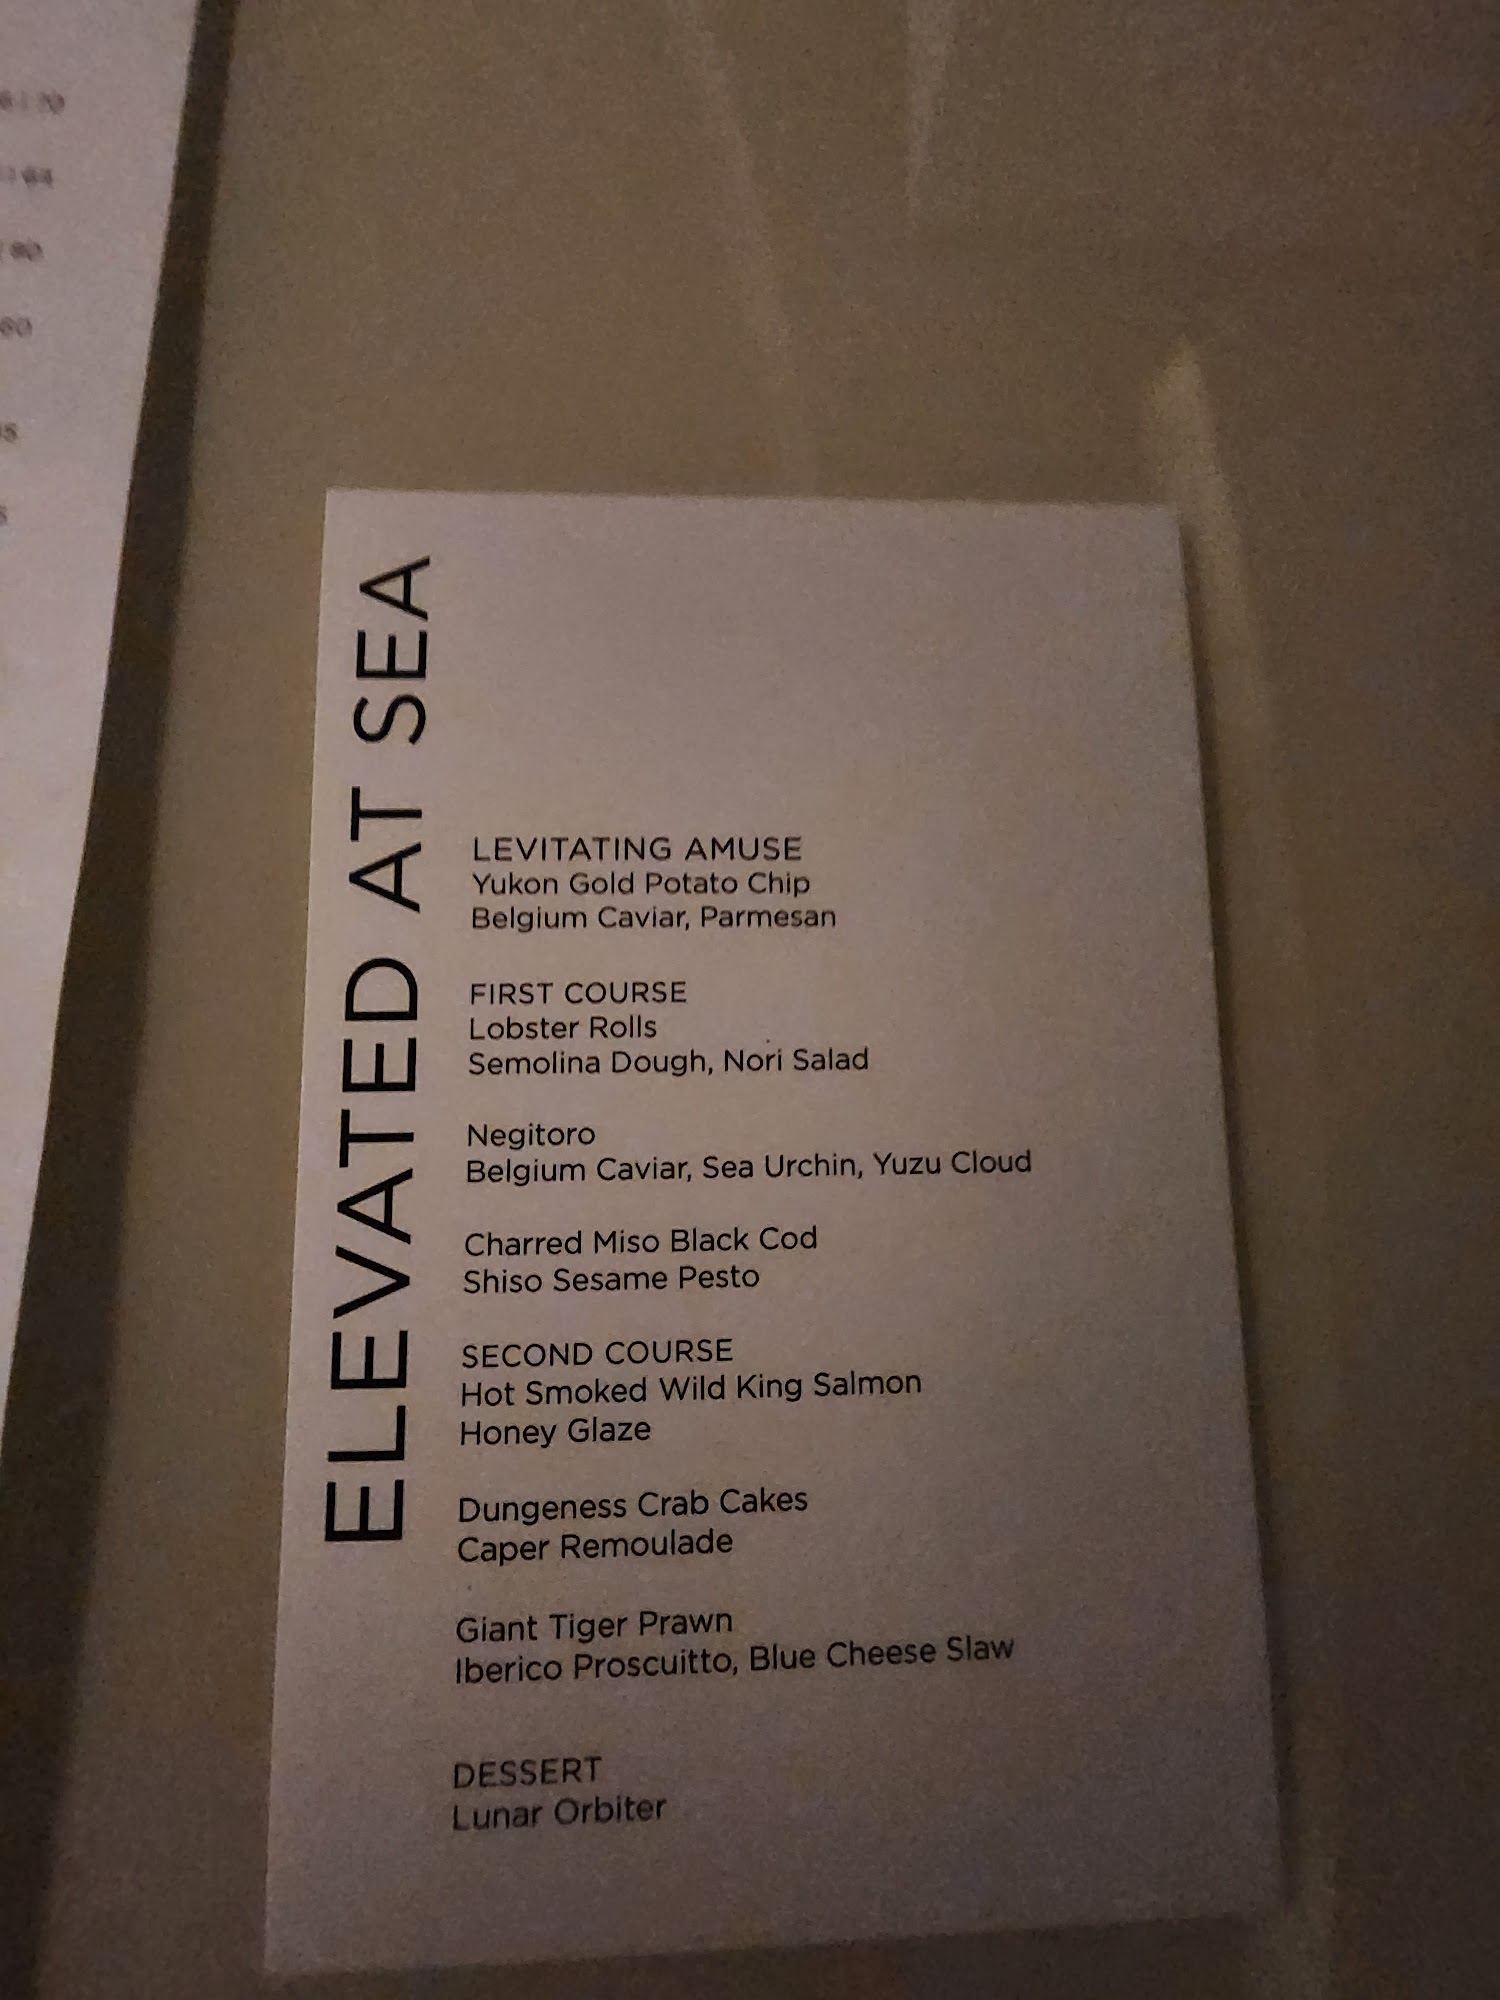 ELEVATED AT SEA
LEVITATING AMUSE
Yukon Gold Potato Chip
Belgium Caviar, Parmesan
FIRST COURSE
Lobster Rolls
Semolina Dough, Nori Salad
Negitoro
Belgium Caviar, Sea Urchin, Yuzu Cloud
Charred Miso Black Cod
Shiso Sesame Pesto
SECOND COURSE
Hot Smoked Wild King Salmon
Honey Glaze
Dungeness Crab Cakes
Caper Remoulade
Giant Tiger Prawn
Iberico Proscuitto, Blue Cheese Slaw
DESSERT
Lunar Orbiter